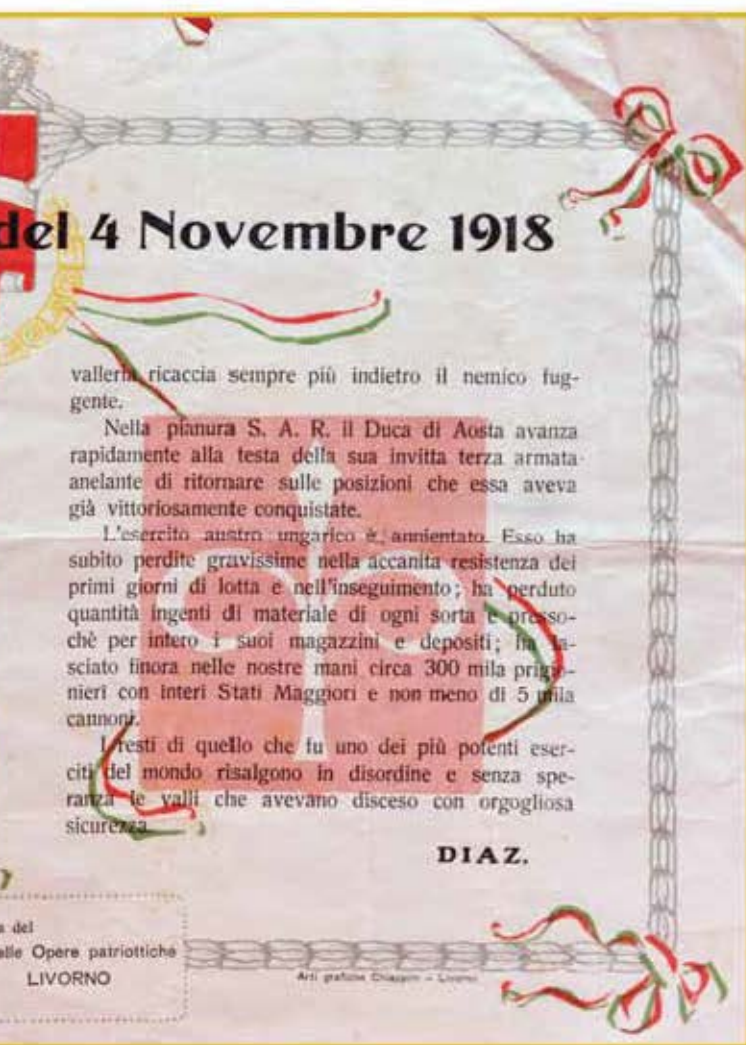 del 4 Novembre 1918
valleria ricaccia sempre più indietro il nemico fug-
gente.
Nella pianura S. A. R. il Duca di Aosta avanza
rapidamente alla testa della sua invitta terza armata
anelante di ritornare sulle posizioni che essa aveva
già vittoriosamente conquistate.
L'esercito austro ungarico è annientato. Esso ha
subito perdite gravissime nella accanita resistenza dei
primi giorni di lotta e nell'inseguimento; ha perduto
quantità ingenti di materiale di ogni sorta e presso-
chè per intero i suoi magazzini e depositi; ha la-
sciato finora nelle nostre mani circa 300 mila prigio-
nieri con interi Stati Maggiori e non meno di 5 mila
cannoni.
I resti di quello che fu uno dei più potenti eser-
citi del mondo risalgono in disordine e senza spe-
ranza le valli che avevano disceso con orgogliosa
sicurezza.
DIAZ.
a del
elle Opere patriottiche
LIVORNO
Arti grafiche Chiappini - Livorno